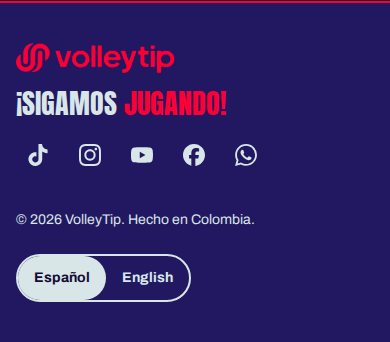 volleytip
¡SIGAMOS JUGANDO!
© 2026 VolleyTip. Hecho en Colombia.
Español English